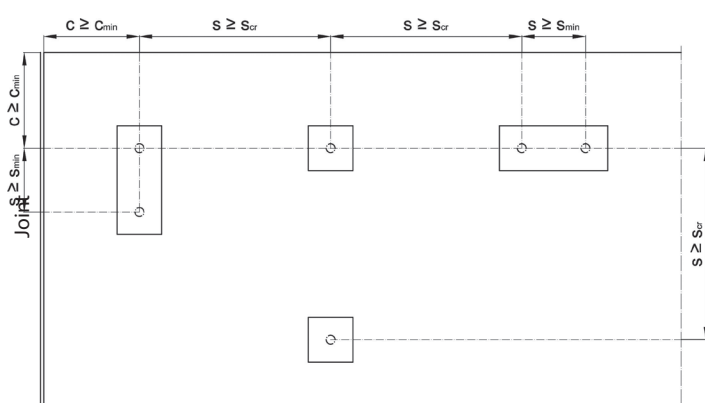 c ≥ cmin
s ≥ scr
s ≥ scr
s ≥ smin
c ≥ cmin
s ≥ smin
Joint
s ≥ scr